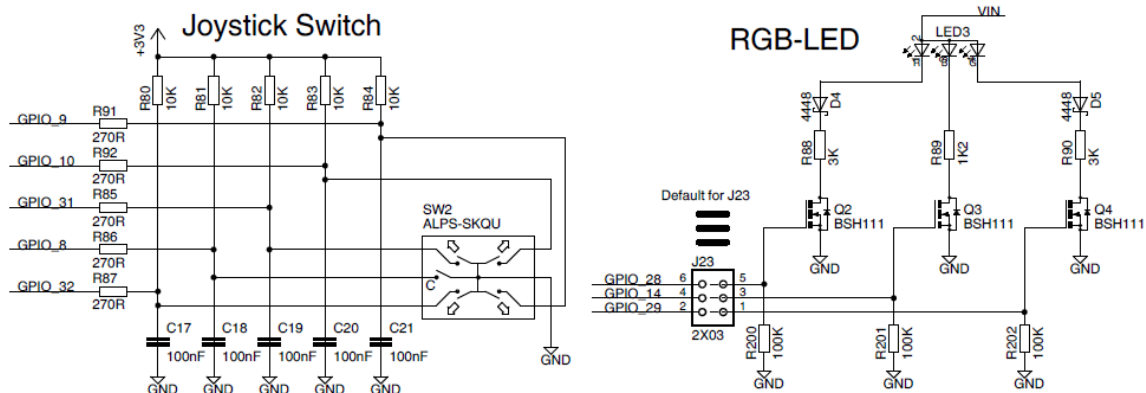 Joystick Switch
+3V3
R80
10K
R81
10K
R82
10K
R83
10K
R84
10K
GPIO_9
R91
270R
GPIO_10
R92
270R
GPIO_31
R85
270R
GPIO_8
R86
270R
GPIO_32
R87
270R
SW2
ALPS-SKQU
C
C17
100nF
C18
100nF
C19
100nF
C20
100nF
C21
100nF
GND
GND
GND
GND
GND
GND
RGB-LED
VIN
LED3
2
4448
D4
4448
D5
R88
3K
R89
1K2
R90
3K
Default for J23
Q2
BSH111
Q3
BSH111
Q4
BSH111
GND
GND
GND
J23
GPIO_28 6 5
GPIO_14 4 3
GPIO_29 2 1
2X03
R200
100K
R201
100K
R202
100K
GND
GND
GND